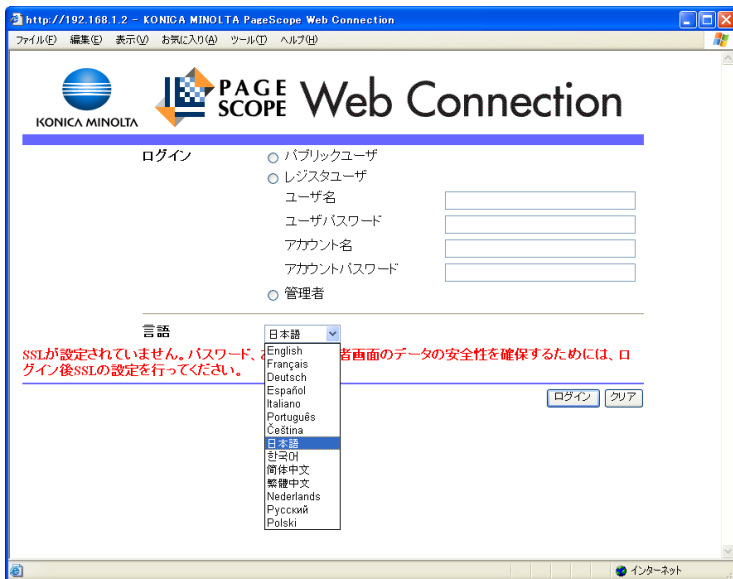 http://192.168.1.2 - KONICA MINOLTA PageScope Web Connection
ファイル(F) 編集(E) 表示(V) お気に入り(A) ツール(T) ヘルプ(H)
KONICA MINOLTA
PAGE SCOPE Web Connection
ログイン
パブリックユーザ
レジスタユーザ
ユーザ名
ユーザパスワード
アカウント名
アカウントパスワード
管理者
言語 日本語
SSLが設定されていません。パスワード、 者画面のデータの安全性を確保するためには、ロ
グイン後SSLの設定を行ってください。
English
Français
Deutsch
Español
Italiano
Português
Čeština
日本語
한국어
简体中文
繁體中文
Nederlands
Русский
Polski
ログイン クリア
インターネット